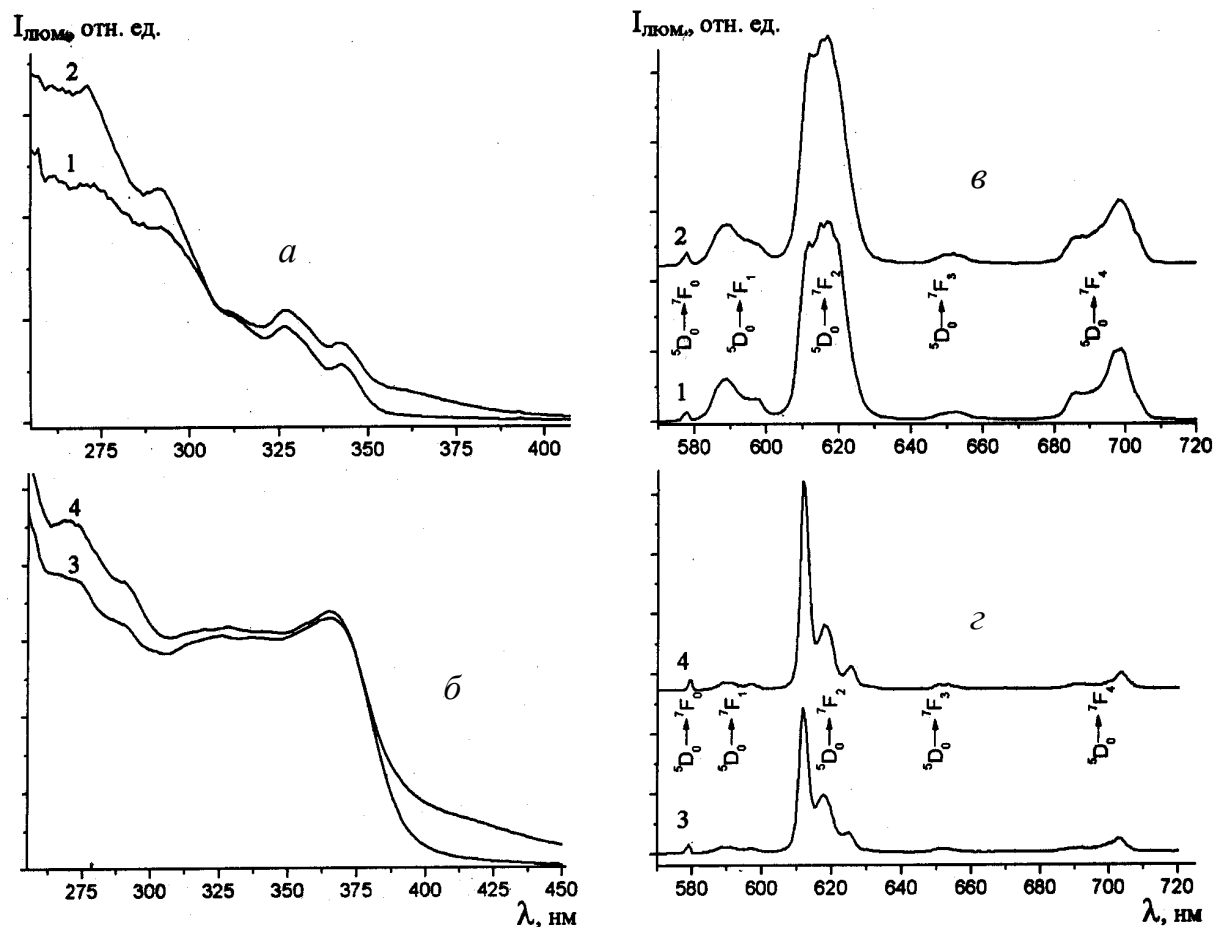 Iлюм., отн. ед.
2
1
а
275 300 325 350 375 400
4
3
б
275 300 325 350 375 400 425 450
λ, нм
Iлюм., отн. ед.
2
в
⁵D₀→⁷F₀
⁵D₀→⁷F₁
⁵D₀→⁷F₂
⁵D₀→⁷F₃
⁵D₀→⁷F₄
1
580 600 620 640 660 680 700 720
г
4
⁵D₀→⁷F₀
⁵D₀→⁷F₁
⁵D₀→⁷F₂
⁵D₀→⁷F₃
⁵D₀→⁷F₄
3
580 600 620 640 660 680 700 720
λ, нм